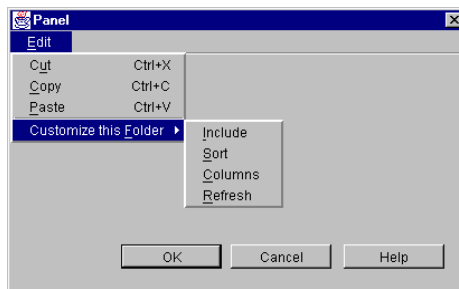 Panel
Edit
Cut Ctrl+X
Copy Ctrl+C
Paste Ctrl+V
Customize this Folder
Include
Sort
Columns
Refresh
OK Cancel Help